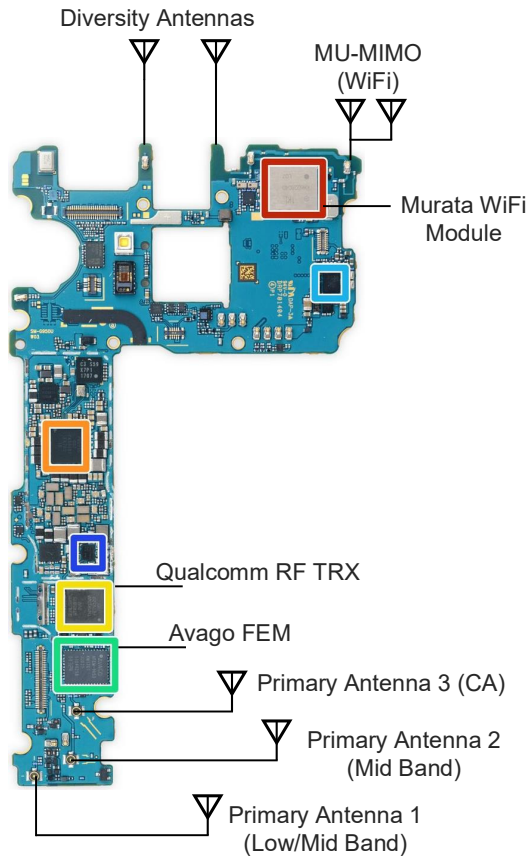 Diversity Antennas
MU-MIMO
(WiFi)
Murata WiFi
Module
Qualcomm RF TRX
Avago FEM
Primary Antenna 3 (CA)
Primary Antenna 2
(Mid Band)
Primary Antenna 1
(Low/Mid Band)